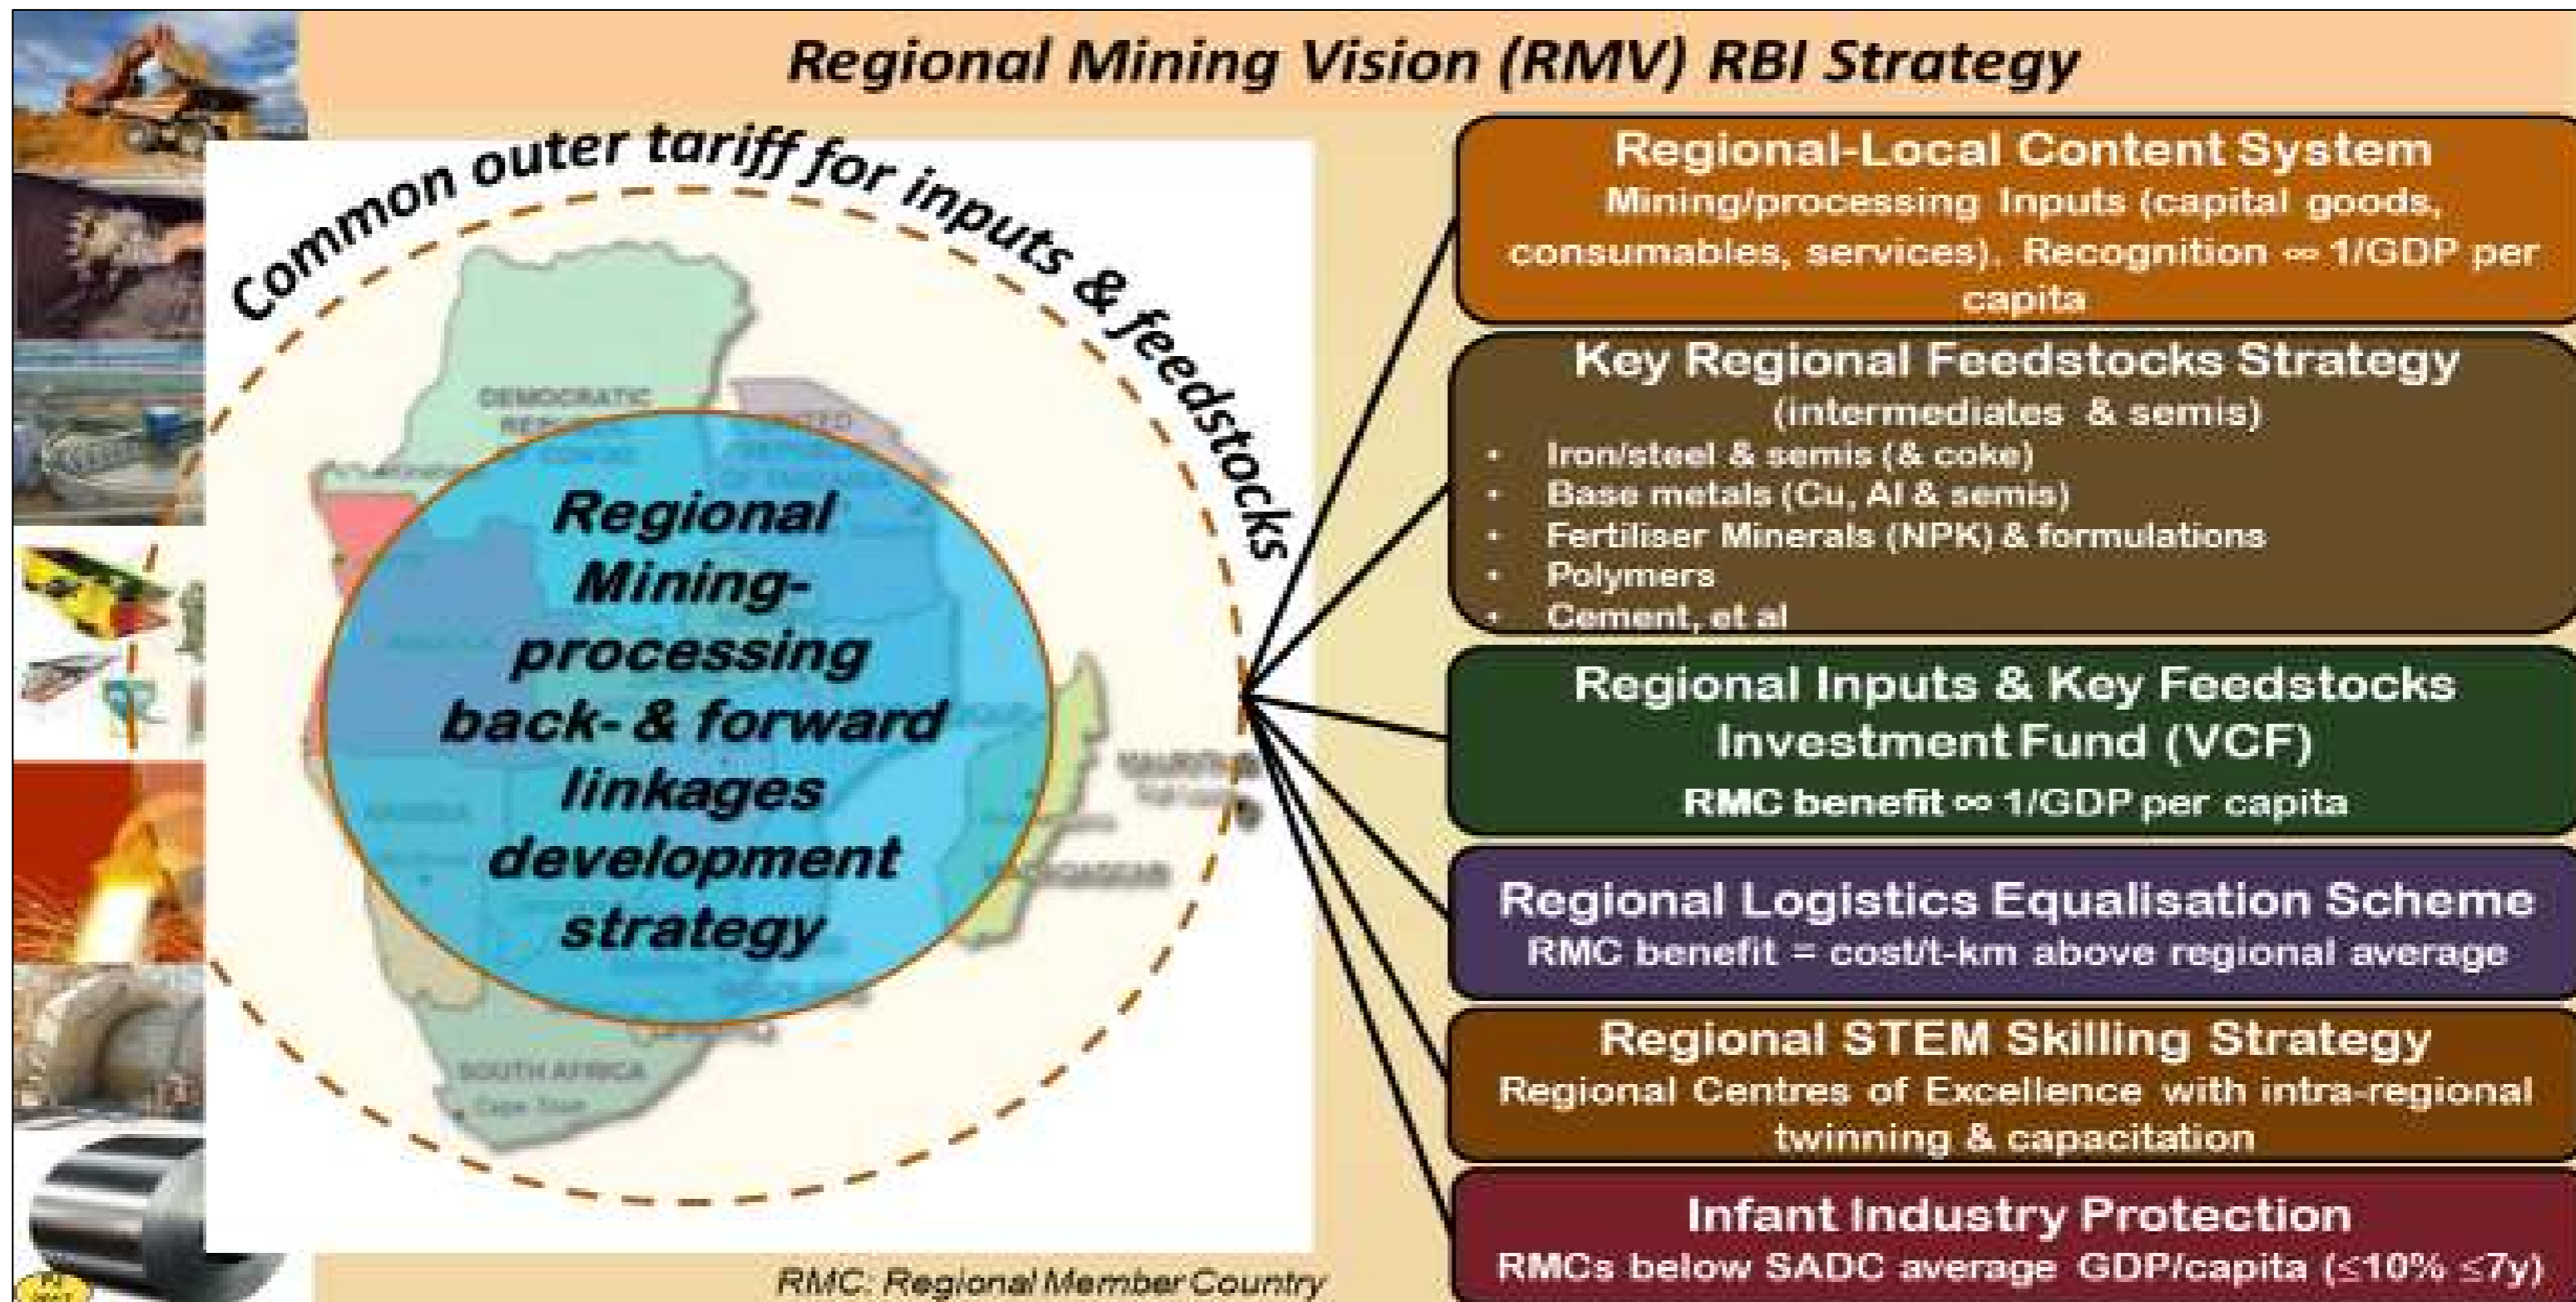 Regional Mining Vision (RMV) RBI Strategy
Common outer tariff for inputs & feedstocks
DEMOCRATIC
OF TANZANIA
Regional
Mining-
processing
back- & forward
linkages
development
strategy
MAURITIUS
MADAGASCAR
SOUTH AFRICA
Cape Town
RMC: Regional Member Country
Regional-Local Content System
Mining/processing Inputs (capital goods,
consumables, services). Recognition ∞ 1/GDP per
capita
Key Regional Feedstocks Strategy
(intermediates & semis)
• Iron/steel & semis (& coke)
• Base metals (Cu, Al & semis)
• Fertiliser Minerals (NPK) & formulations
• Polymers
• Cement, et al
Regional Inputs & Key Feedstocks
Investment Fund (VCF)
RMC benefit ∞ 1/GDP per capita
Regional Logistics Equalisation Scheme
RMC benefit = cost/t-km above regional average
Regional STEM Skilling Strategy
Regional Centres of Excellence with intra-regional
twinning & capacitation
Infant Industry Protection
RMCs below SADC average GDP/capita (≤10% ≤7y)